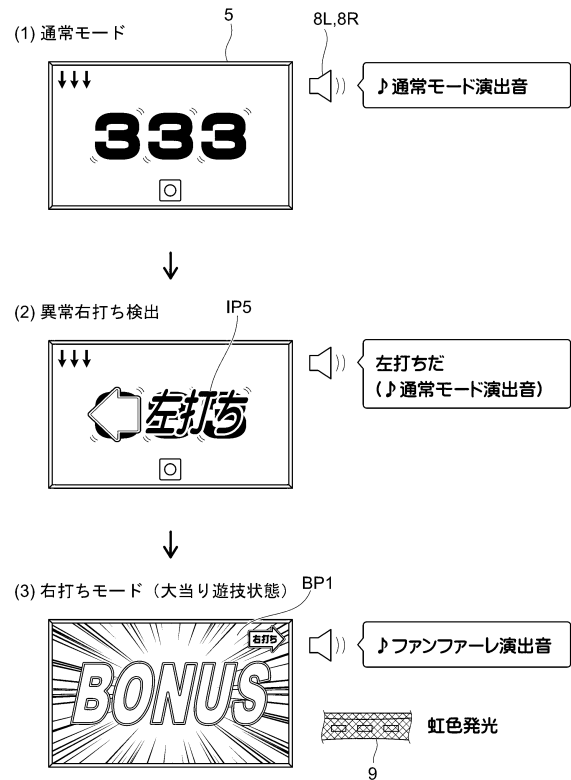 5
8L,8R
(1) 通常モード
↓↓↓
333
♪通常モード演出音
(2) 異常右打ち検出
IP5
↓↓↓
左打ち
左打ちだ
(♪通常モード演出音)
(3) 右打ちモード（大当り遊技状態）
BP1
右打ち
BONUS
♪ファンファーレ演出音
虹色発光
9